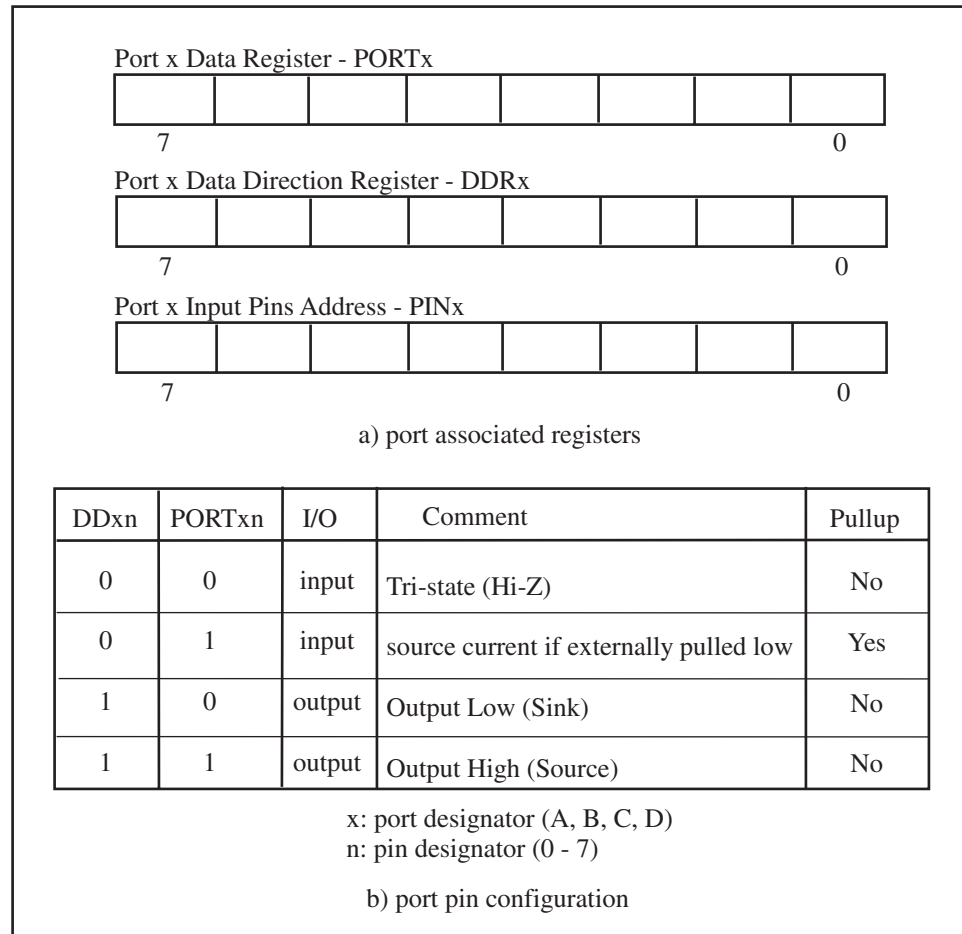 Port x Data Register - PORTx
7 0
Port x Data Direction Register - DDRx
7 0
Port x Input Pins Address - PINx
7 0
a) port associated registers
DDxn PORTxn I/O Comment Pullup
0 0 input Tri-state (Hi-Z) No
0 1 input source current if externally pulled low Yes
1 0 output Output Low (Sink) No
1 1 output Output High (Source) No
x: port designator (A, B, C, D)
n: pin designator (0 - 7)
b) port pin configuration